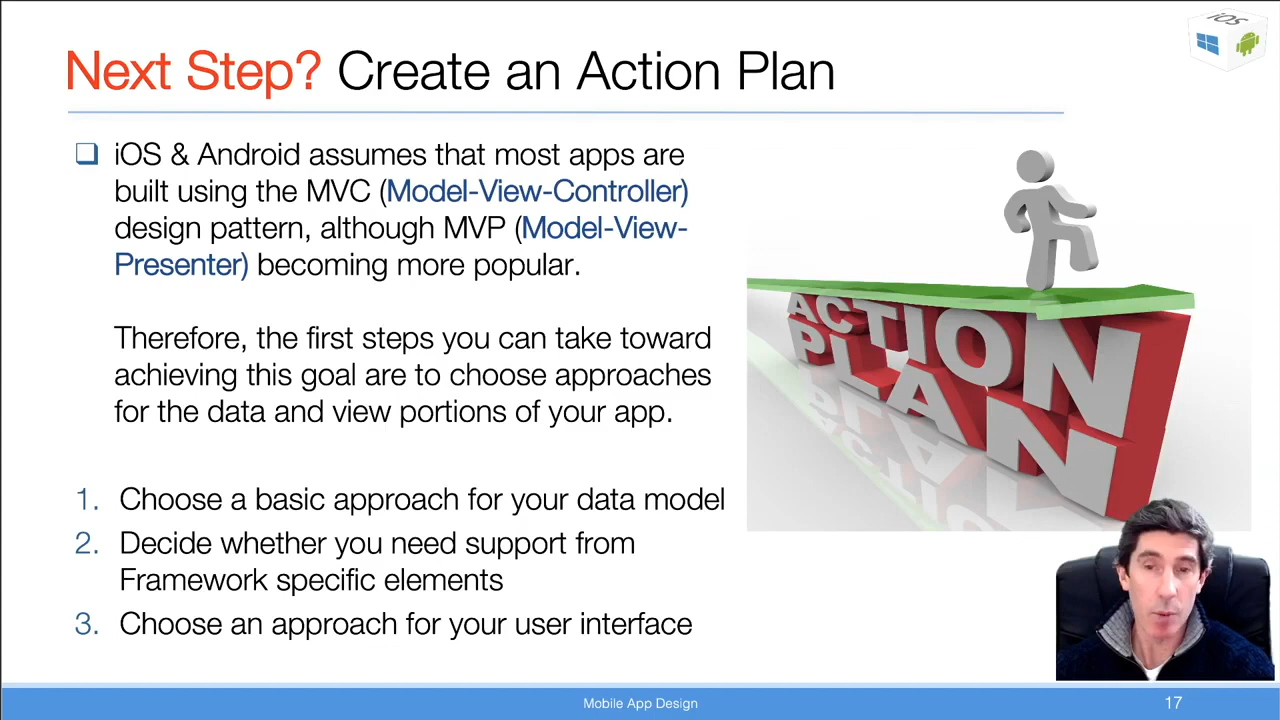 iOS
Next Step? Create an Action Plan
❑ iOS & Android assumes that most apps are
built using the MVC (Model-View-Controller)
design pattern, although MVP (Model-View-
Presenter) becoming more popular.
Therefore, the first steps you can take toward
achieving this goal are to choose approaches
for the data and view portions of your app.
1. Choose a basic approach for your data model
2. Decide whether you need support from
Framework specific elements
3. Choose an approach for your user interface
ACTION
PLAN
Mobile App Design
17